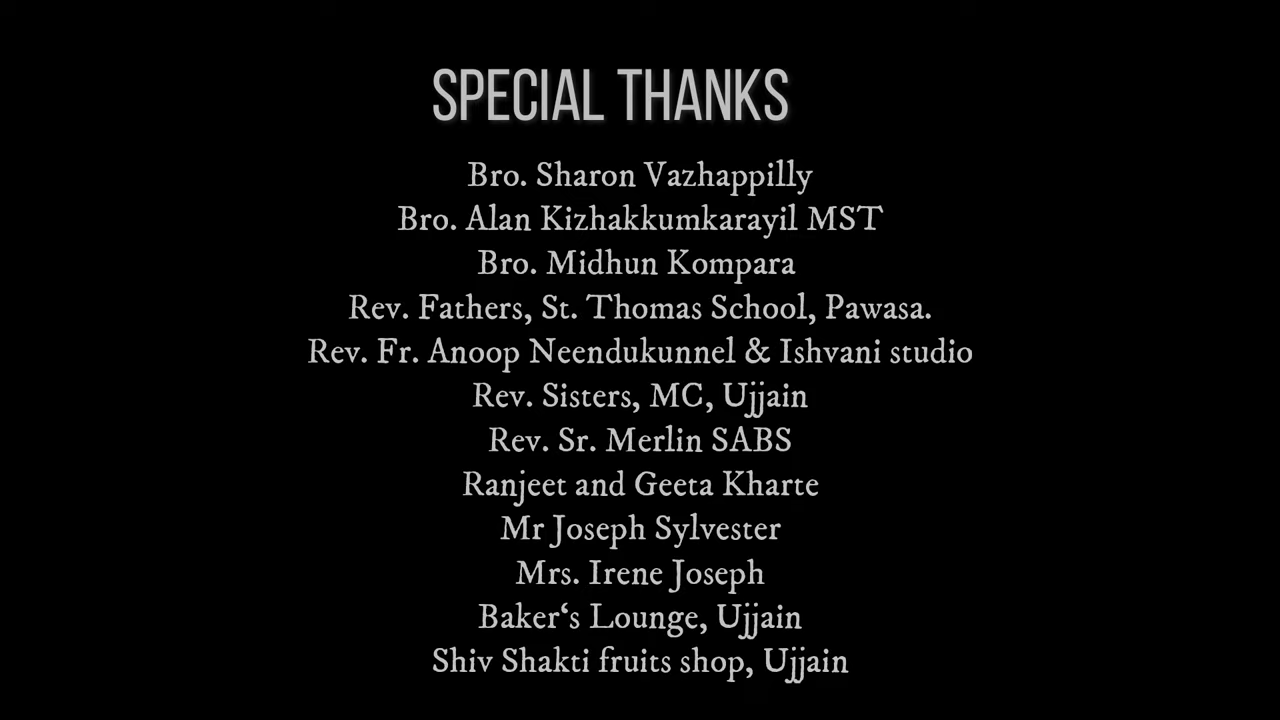 SPECIAL THANKS
Bro. Sharon Vazhappilly
Bro. Alan Kizhakkumkarayil MST
Bro. Midhun Kompara
Rev. Fathers, St. Thomas School, Pawasa.
Rev. Fr. Anoop Neendukunnel & Ishvani studio
Rev. Sisters, MC, Ujjain
Rev. Sr. Merlin SABS
Ranjeet and Geeta Kharte
Mr Joseph Sylvester
Mrs. Irene Joseph
Baker‘s Lounge, Ujjain
Shiv Shakti fruits shop, Ujjain